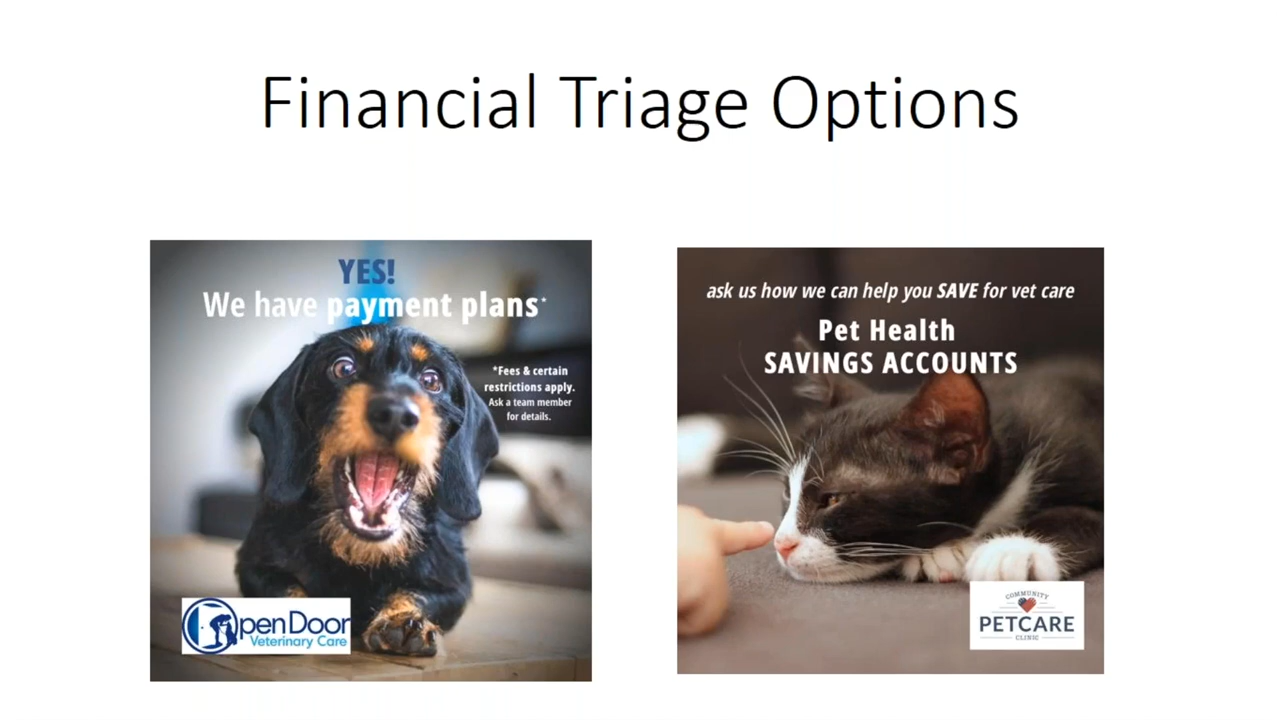 Financial Triage Options
YES!
We have payment plans*
*Fees & certain
restrictions apply.
Ask a team member
for details.
OpenDoor
Veterinary Care
ask us how we can help you SAVE for vet care
Pet Health
SAVINGS ACCOUNTS
COMMUNITY
PETCARE
CLINIC